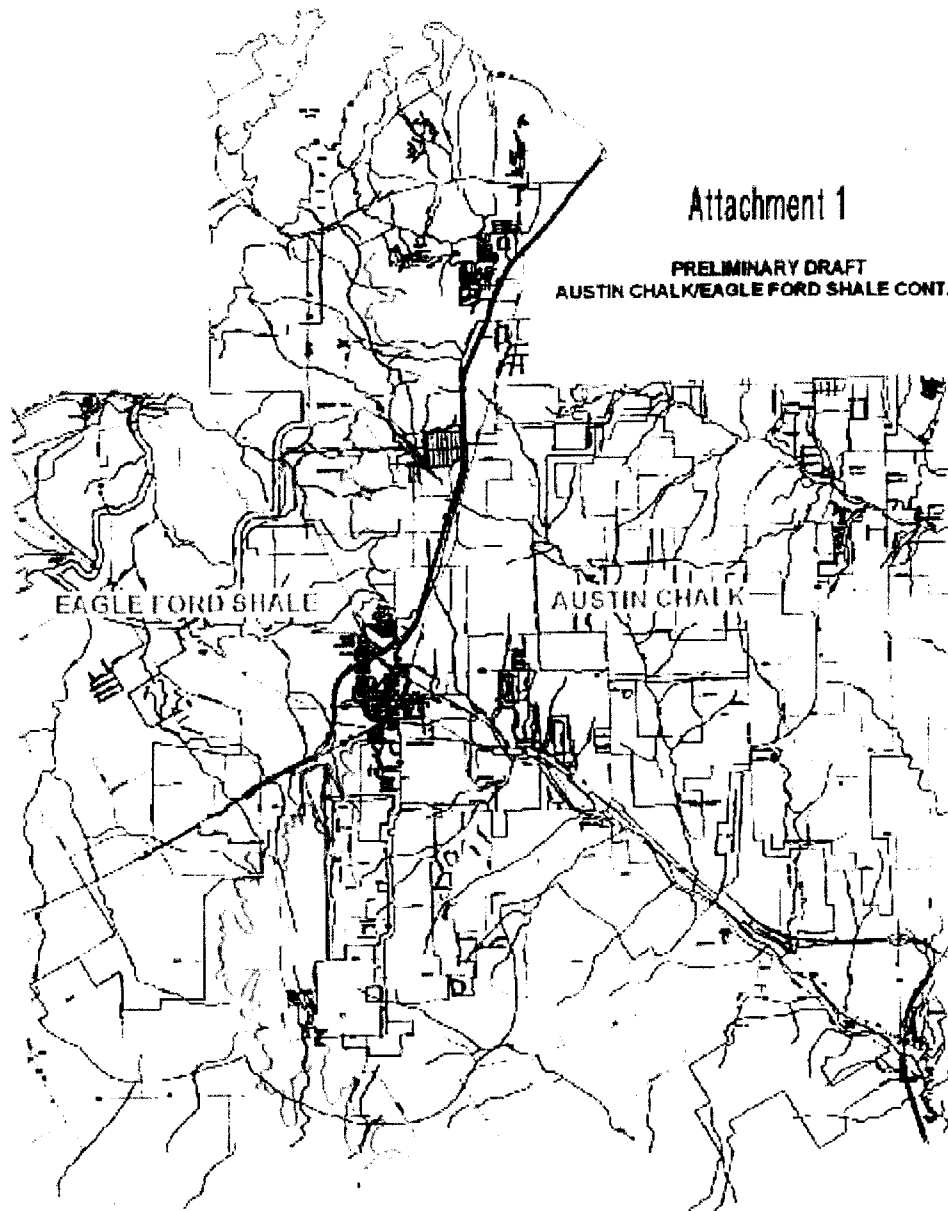 Attachment 1
PRELIMINARY DRAFT
AUSTIN CHALK/EAGLE FORD SHALE CONT.
EAGLE FORD SHALE
AUSTIN CHALK